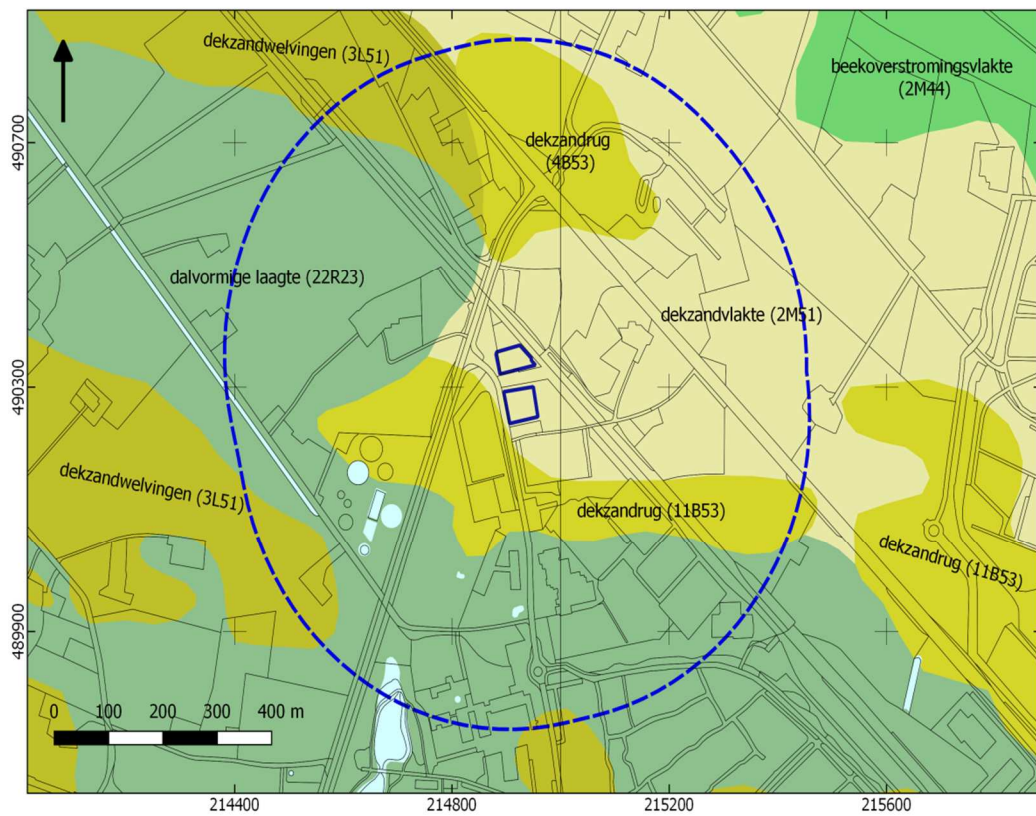 dekzandwelvingen (3L51)
beekoverstromingsvlakte
(2M44)
dekzandrug
(4B53)
490700
dalvormige laagte (22R23)
dekzandvlakte (2M51)
490300
dekzandwelvingen (3L51)
dekzandrug (11B53)
dekzandrug (11B53)
489900
0 100 200 300 400 m
214400 214800 215200 215600